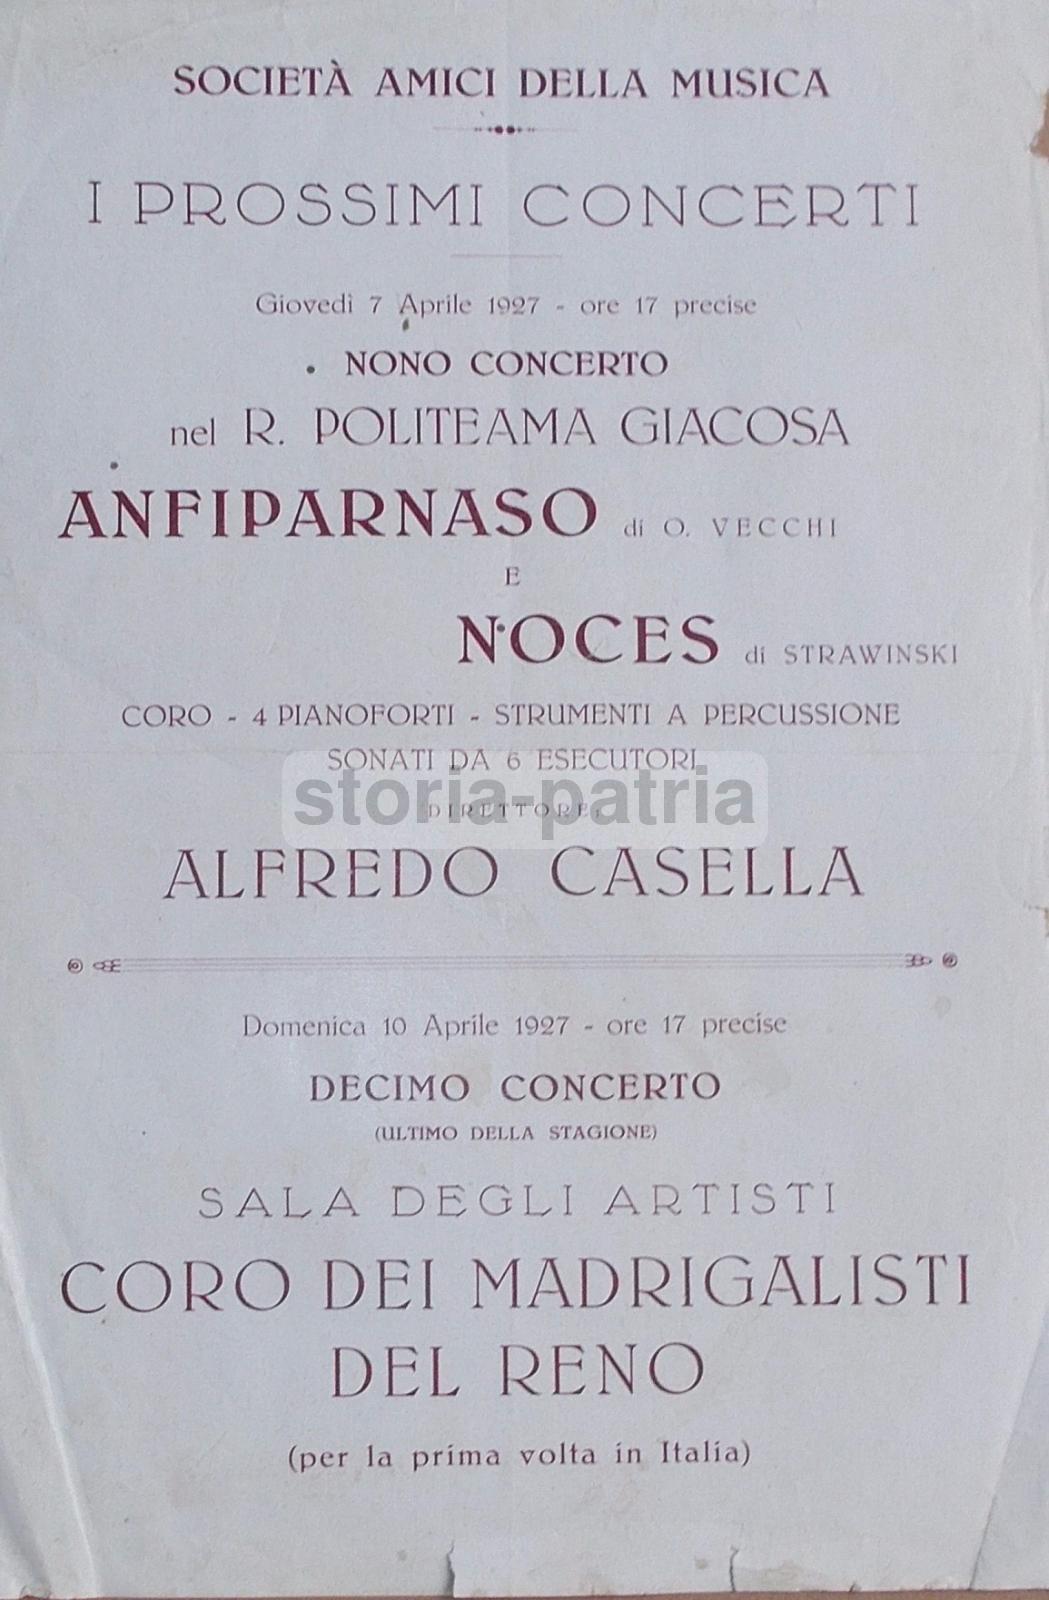 SOCIETÀ AMICI DELLA MUSICA
I PROSSIMI CONCERTI
Giovedì 7 Aprile 1927 - ore 17 precise
NONO CONCERTO
nel R. POLITEAMA GIACOSA
ANFIPARNASO di O. VECCHI
E
NOCES di STRAWINSKI
CORO - 4 PIANOFORTI - STRUMENTI A PERCUSSIONE
SONATI DA 6 ESECUTORI
storia-patria
DIRETTORE:
ALFREDO CASELLA
Domenica 10 Aprile 1927 - ore 17 precise
DECIMO CONCERTO
(ULTIMO DELLA STAGIONE)
SALA DEGLI ARTISTI
CORO DEI MADRIGALISTI
DEL RENO
(per la prima volta in Italia)